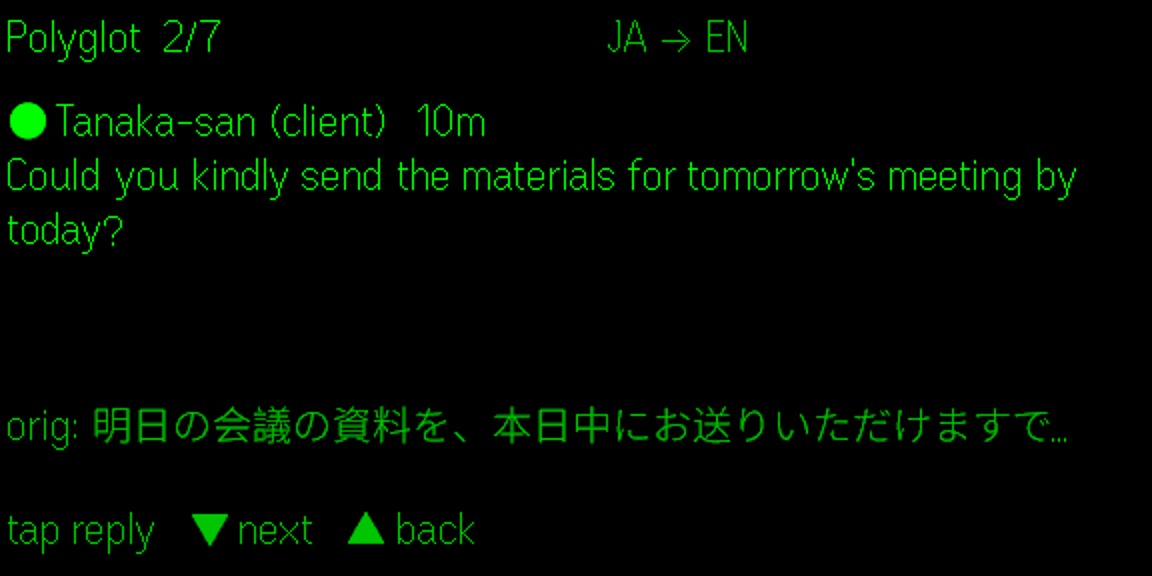 Polyglot 2/7 JA → EN
● Tanaka-san (client) 10m
Could you kindly send the materials for tomorrow's meeting by
today?
orig: 明日の会議の資料を、本日中にお送りいただけますで…
tap reply ▼ next ▲ back